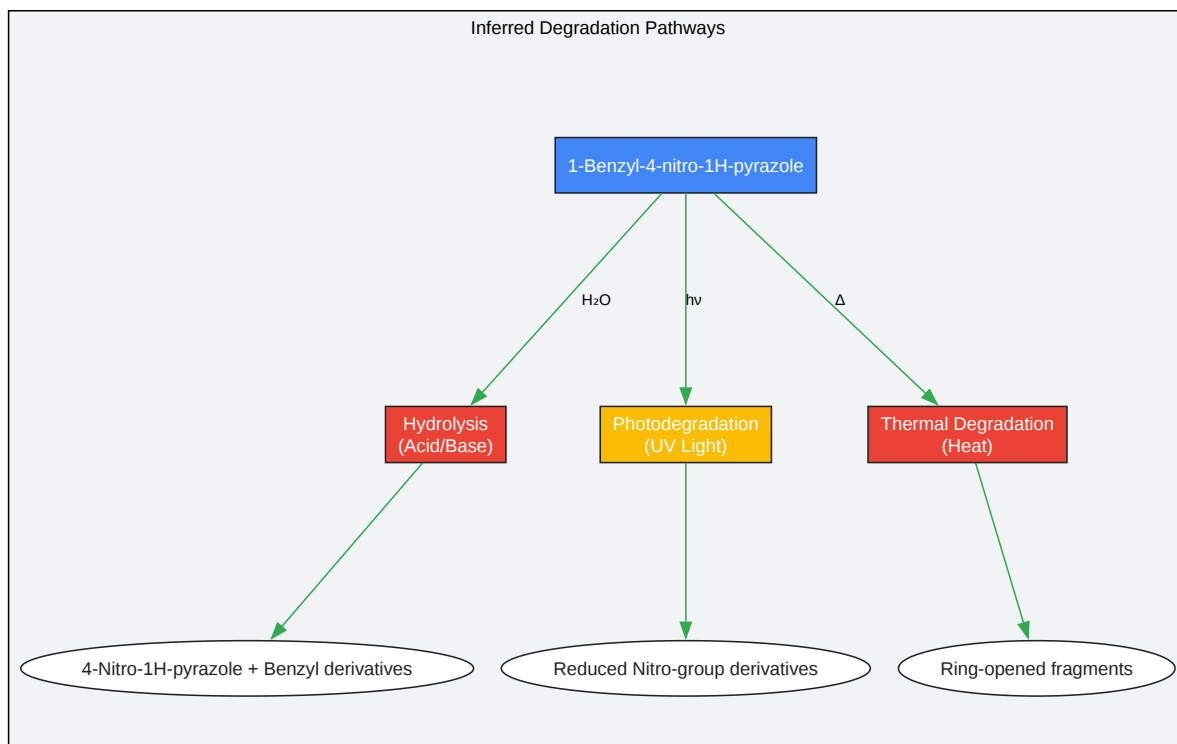 Inferred Degradation Pathways
1-Benzyl-4-nitro-1H-pyrazole
H₂O
hν
Δ
Hydrolysis
(Acid/Base)
Photodegradation
(UV Light)
Thermal Degradation
(Heat)
4-Nitro-1H-pyrazole + Benzyl derivatives
Reduced Nitro-group derivatives
Ring-opened fragments